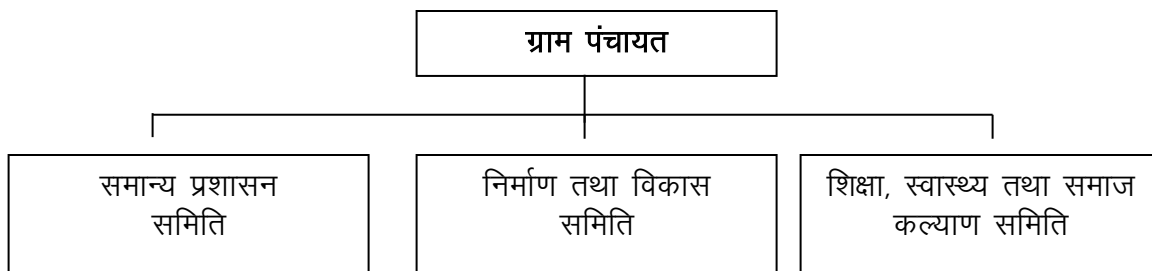 ग्राम पंचायत
समान्य प्रशासन
समिति
निर्माण तथा विकास
समिति
शिक्षा, स्वास्थ्य तथा समाज
कल्याण समिति